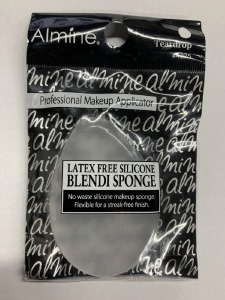 Almine®
Teardrop
Professional Makeup Applicator
LATEX FREE SILICONE
BLENDI SPONGE
No waste silicone makeup sponge.
Flexible for a streak-free finish.